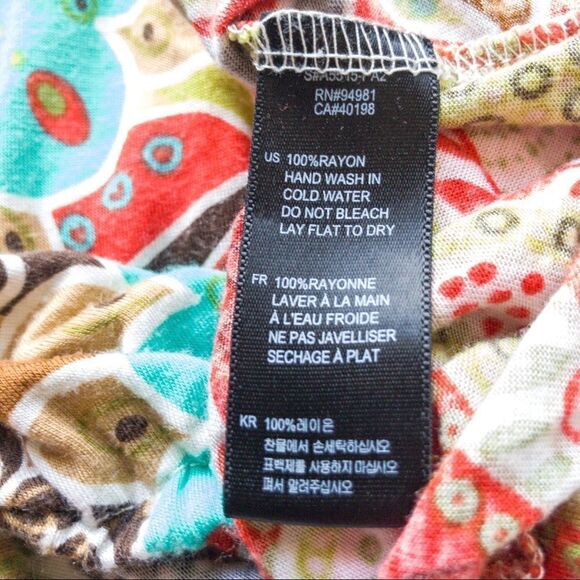 RN#94981
CA#40198
US 100%RAYON
HAND WASH IN
COLD WATER
DO NOT BLEACH
LAY FLAT TO DRY
FR 100%RAYONNE
LAVER À LA MAIN
À L'EAU FROIDE
NE PAS JAVELLISER
SECHAGE À PLAT
KR 100%레이온
찬물에서 손세탁하십시오
표백제를 사용하지 마십시오
펴서 말려주십시오